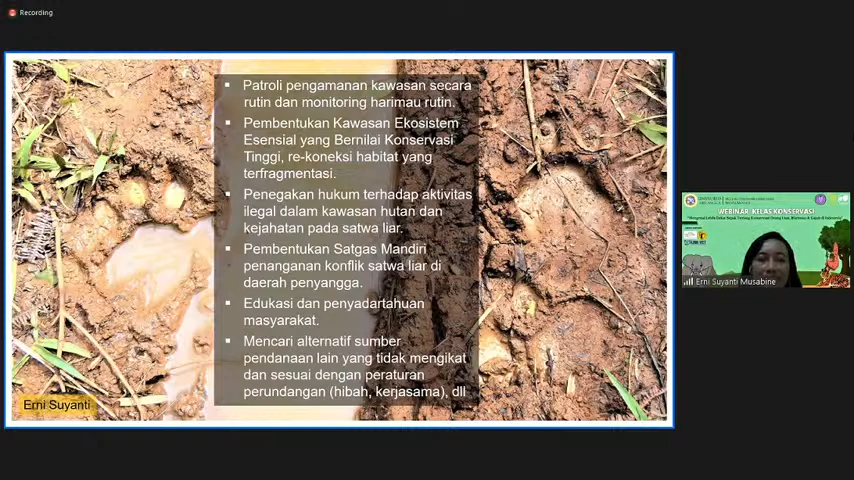 Recording
▪ Patroli pengamanan kawasan secara
rutin dan monitoring harimau rutin.
▪ Pembentukan Kawasan Ekosistem
Esensial yang Bernilai Konservasi
Tinggi, re-koneksi habitat yang
terfragmentasi.
▪ Penegakan hukum terhadap aktivitas
ilegal dalam kawasan hutan dan
kejahatan pada satwa liar.
▪ Pembentukan Satgas Mandiri
penanganan konflik satwa liar di
daerah penyangga.
▪ Edukasi dan penyadartahuan
masyarakat.
▪ Mencari alternatif sumber
pendanaan lain yang tidak mengikat
dan sesuai dengan peraturan
perundangan (hibah, kerjasama), dll
Erni Suyanti
WEBINAR KELAS KONSERVASI
Erni Suyanti Musabine